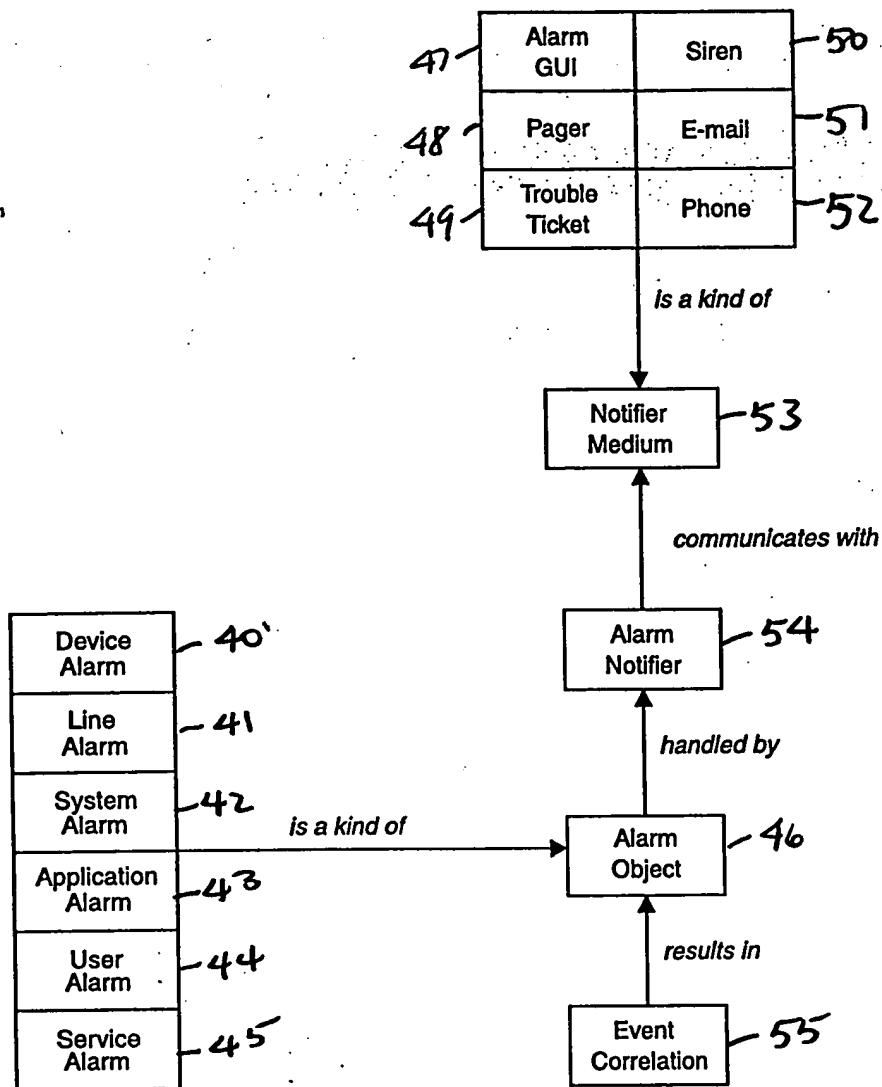 47
Alarm
GUI
Siren
50
48
Pager
E-mail
51
49
Trouble
Ticket
Phone
52
is a kind of
Notifier
Medium
53
communicates with
Device
Alarm
40
Alarm
Notifier
54
Line
Alarm
41
handled by
System
Alarm
42
is a kind of
Alarm
Object
46
Application
Alarm
43
User
Alarm
44
results in
Service
Alarm
45
Event
Correlation
55